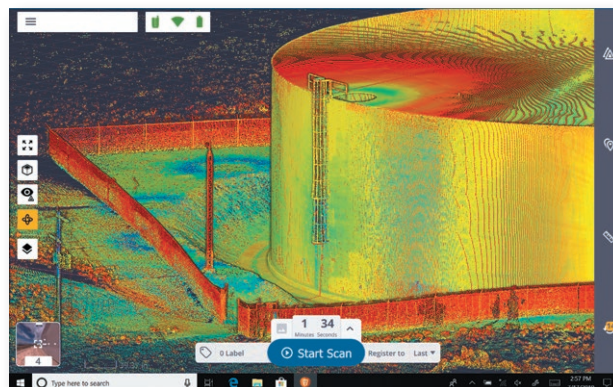 1 34
Minutes Seconds
0 Label
Start Scan
Register to Last
4
Type here to search
2:57 PM